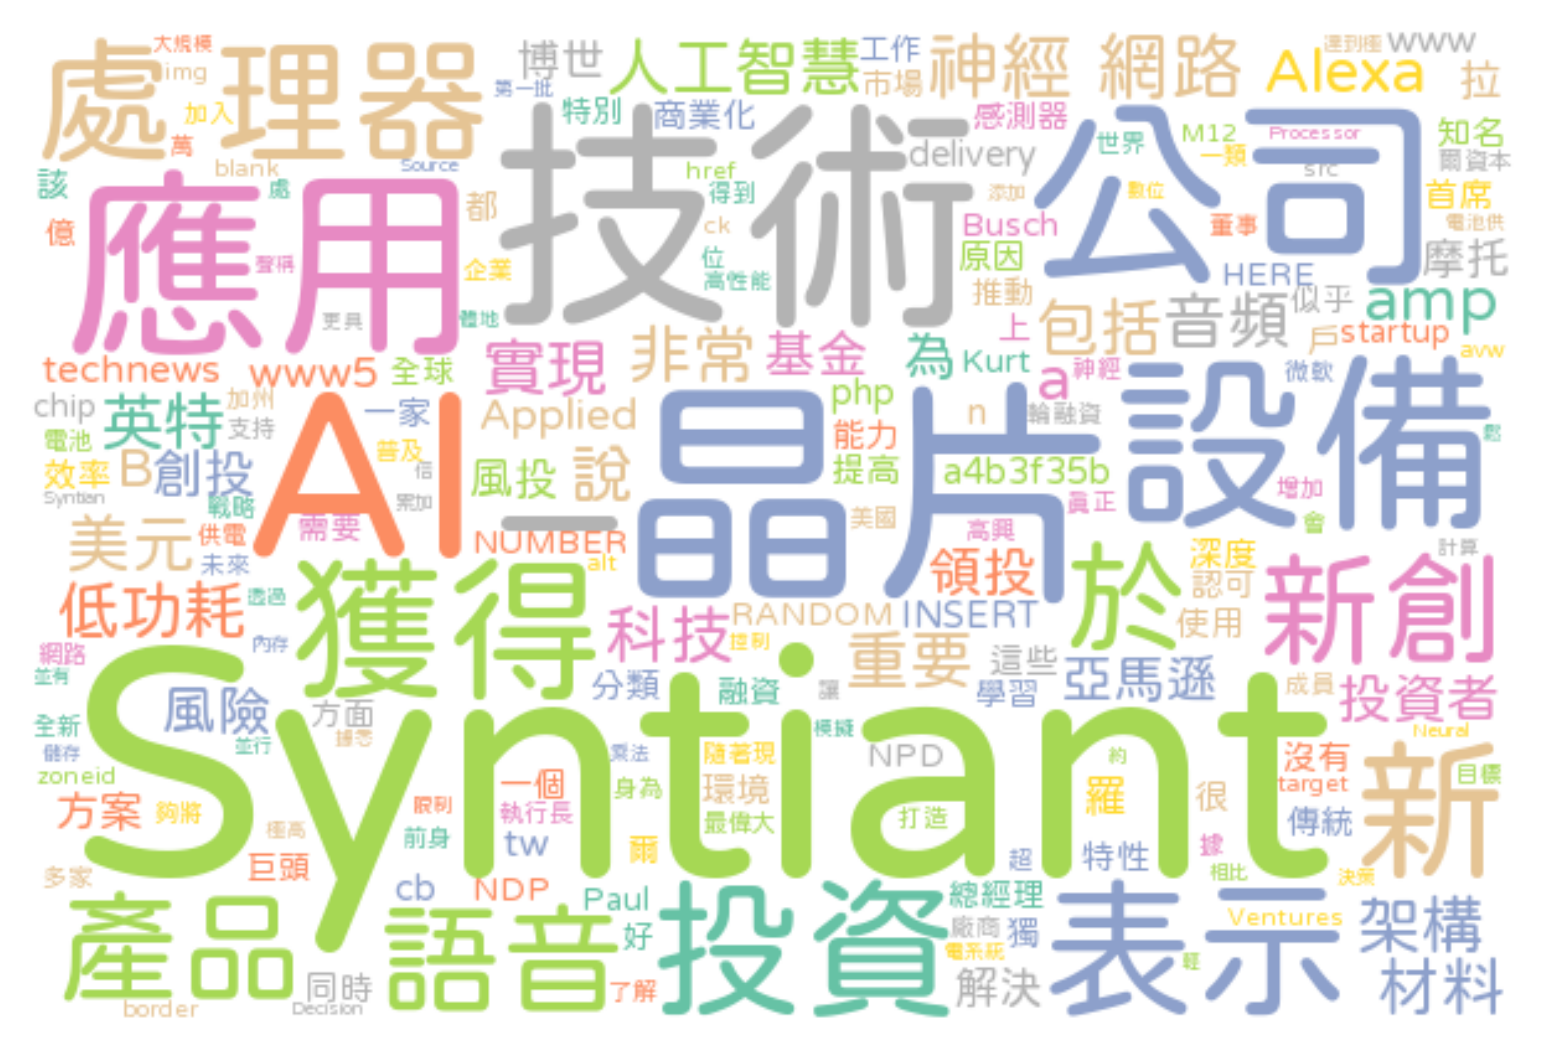 大規模
處理器
img
加入
萬
blank
博世
第一批
人工智慧
工作
市場
神經
網路
Alexa
達到極
www
拉
特別
商業化
感測器
世界
M12
一類
Processor
src
知名
爾資本
首席
電池供
該
億
處
Source
應用
聲稱
更具
都
企業
體地
技術
href
得到
ck
位
高性能
delivery
添加
Busch
原因
推動
公司
數位
董事
HERE
摩托
似乎
amp
包括
音頻
上
戶
startup
avw
technews
www5
全球
實現
非常
基金
為
Kurt
a
神經
微軟
chip
英特
加州
支持
電池
效率
B
創投
戰略
Syntian
AI
一家
普及
倍
累加
Applied
風投
說
一
晶片
php
能力
提高
n
輪融資
a4b3f35b
設備
鬆
增加
會
真正
高興
美國
美元
供電
未來
需要
NUMBER
alt
領投
於
深度
認可
使用
計算
新創
低功耗
透過
獲得
科技
RANDOM
INSERT
控制
重要
這些
學習
亞馬遜
網路
並有
內存
風險
方面
分類
融資
讓
模擬
成員
投資者
Neural
全新
儲存
並行
據悉
zoneid
Syntiant
乘法
隨著現
NPD
約
沒有
target
新
目標
方案
夠將
眼制
一個
執行長
身為
環境
最偉大
打造
羅
很
傳統
極高
前身
tw
爾
超
特性
據
相比
決策
多家
巨頭
cb
NDP
Paul
好
總經理
廠商
電系統
獨
表示
Ventures
輕
架構
產品
語音
投資
解決
材料
同時
了解
border
Decision